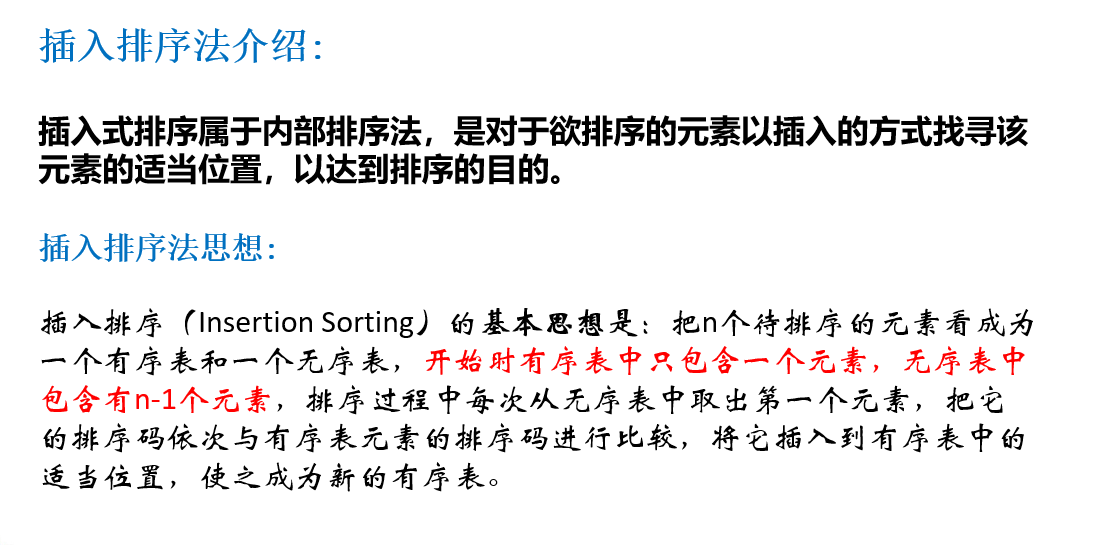 插入排序法介绍：
插入式排序属于内部排序法，是对于欲排序的元素以插入的方式找寻该
元素的适当位置，以达到排序的目的。
插入排序法思想：
插入排序（Insertion Sorting）的基本思想是：把n个待排序的元素看成为
一个有序表和一个无序表，开始时有序表中只包含一个元素，无序表中
包含有n-1个元素，排序过程中每次从无序表中取出第一个元素，把它
的排序码依次与有序表元素的排序码进行比较，将它插入到有序表中的
适当位置，使之成为新的有序表。